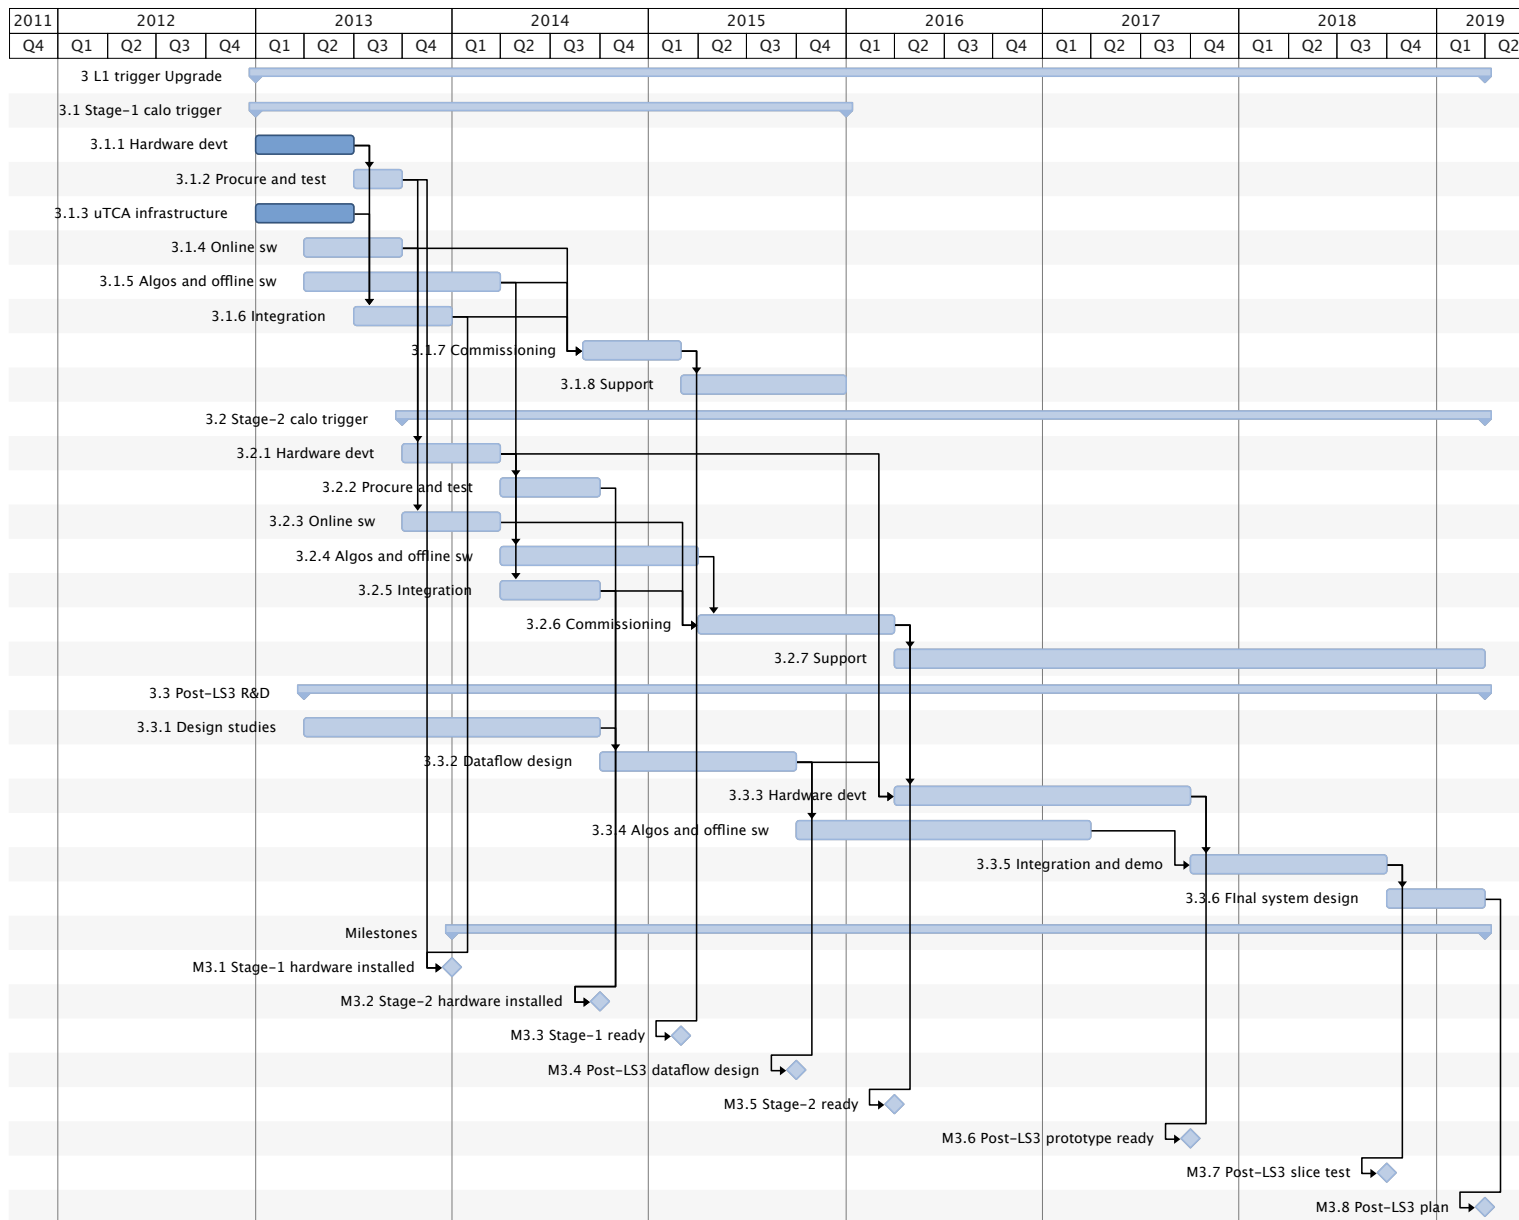 2011 2012 2013 2014 2015 2016 2017 2018 2019
Q4 Q1 Q2 Q3 Q4 Q1 Q2 Q3 Q4 Q1 Q2 Q3 Q4 Q1 Q2 Q3 Q4 Q1 Q2 Q3 Q4 Q1 Q2 Q3 Q4 Q1 Q2 Q3 Q4 Q1 Q2
3 L1 trigger Upgrade
3.1 Stage-1 calo trigger
3.1.1 Hardware devt
3.1.2 Procure and test
3.1.3 uTCA infrastructure
3.1.4 Online sw
3.1.5 Algos and offline sw
3.1.6 Integration
3.1.7 Commissioning
3.1.8 Support
3.2 Stage-2 calo trigger
3.2.1 Hardware devt
3.2.2 Procure and test
3.2.3 Online sw
3.2.4 Algos and offline sw
3.2.5 Integration
3.2.6 Commissioning
3.2.7 Support
3.3 Post-LS3 R&D
3.3.1 Design studies
3.3.2 Dataflow design
3.3.3 Hardware devt
3.3.4 Algos and offline sw
3.3.5 Integration and demo
3.3.6 FInal system design
Milestones
M3.1 Stage-1 hardware installed
M3.2 Stage-2 hardware installed
M3.3 Stage-1 ready
M3.4 Post-LS3 dataflow design
M3.5 Stage-2 ready
M3.6 Post-LS3 prototype ready
M3.7 Post-LS3 slice test
M3.8 Post-LS3 plan